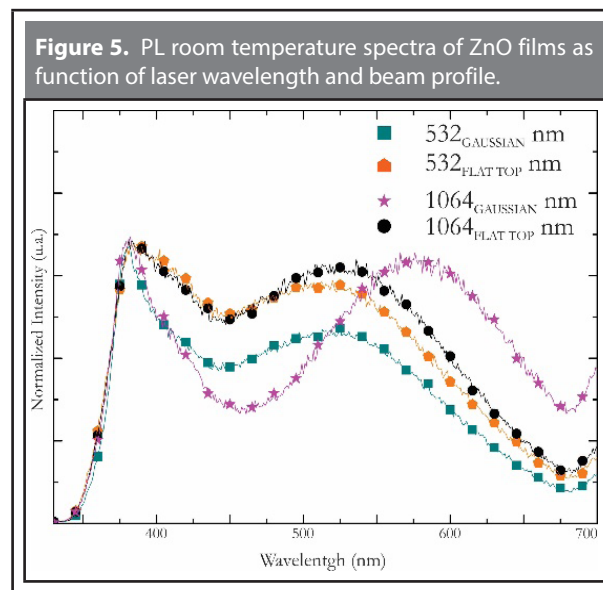 Figure 5. PL room temperature spectra of ZnO films as
function of laser wavelength and beam profile.
532GAUSSIAN nm
532FLAT TOP nm
1064GAUSSIAN nm
1064FLAT TOP nm
Normalized Intensity (u.a.)
400 500 600 700
Wavelentgh (nm)